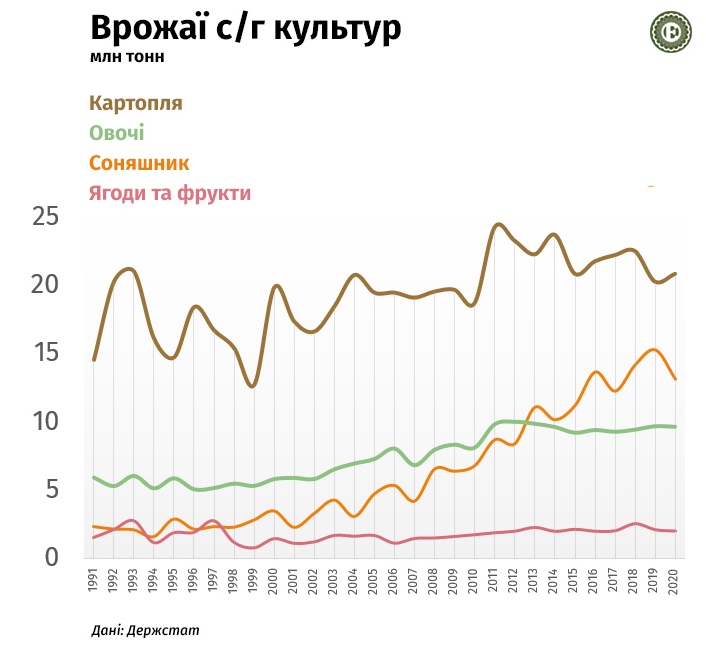 Врожаї с/г культур
млн тонн
Е
Картопля
Овочі
Соняшник
Ягоди та фрукти
25
20
15
10
5
0
1991 1992 1993 1994 1995 1996 1997 1998 1999 2000 2001 2002 2003 2004 2005 2006 2007 2008 2009 2010 2011 2012 2013 2014 2015 2016 2017 2018 2019 2020
Дані: Держстат